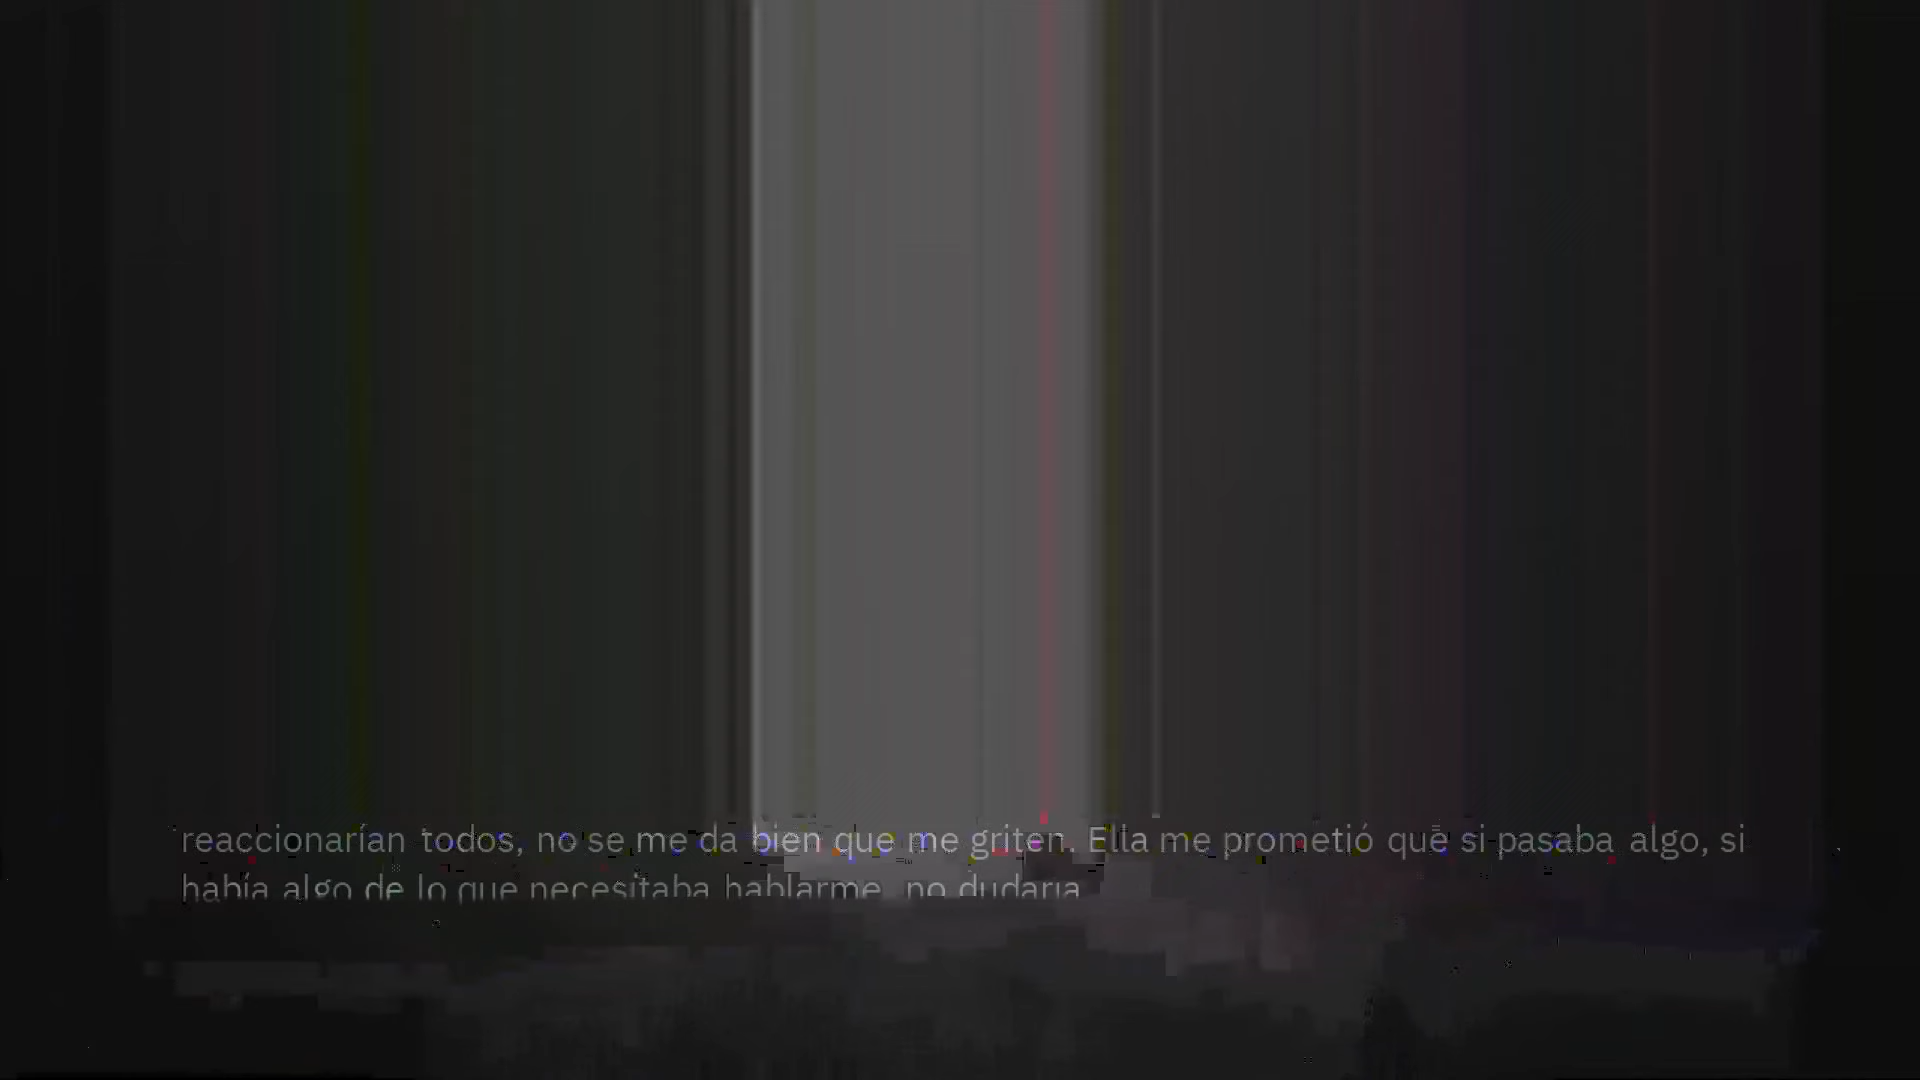 reaccionarían todos, no se me da bien que me griten. Ella me prometió que si pasaba algo, si
había algo de lo que necesitaba hablarme, no dudaría